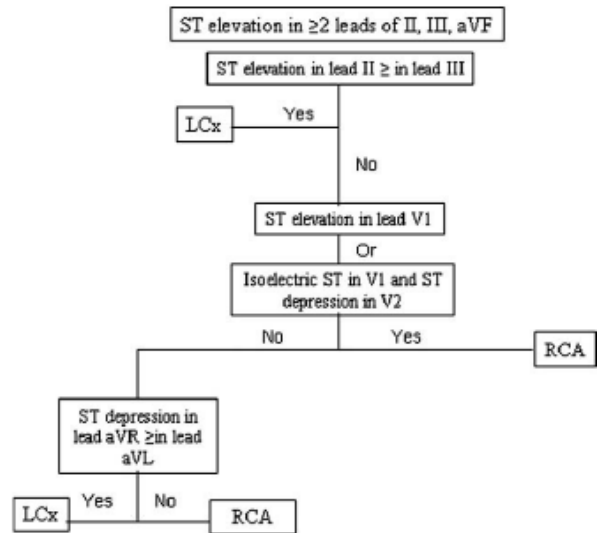 ST elevation in ≥2 leads of II, III, aVF
ST elevation in lead II ≥ in lead III
Yes
LCx
No
ST elevation in lead V1
Or
Isoelectric ST in V1 and ST
depression in V2
No
Yes
RCA
ST depression in
lead aVR ≥in lead
aVL
Yes
No
LCx
RCA